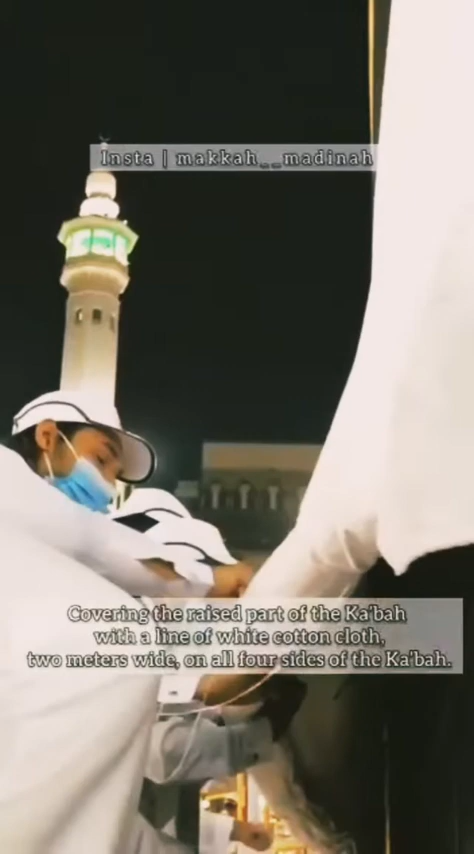 Insta | makkah__madinah
Covering the raised part of the Ka'bah
with a line of white cotton cloth,
two meters wide, on all four sides of the Ka'bah.